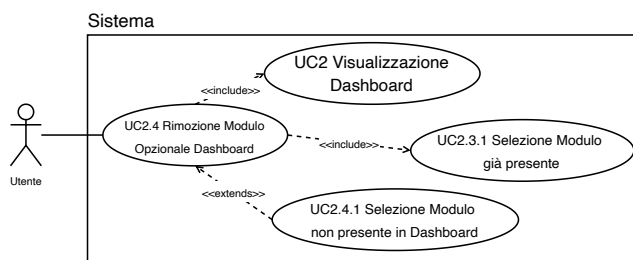 Sistema
UC2 Visualizzazione
Dashboard
<<include>>
UC2.4 Rimozione Modulo
Opzionale Dashboard
<<include>>
UC2.3.1 Selezione Modulo
già presente
Utente
<<extends>>
UC2.4.1 Selezione Modulo
non presente in Dashboard